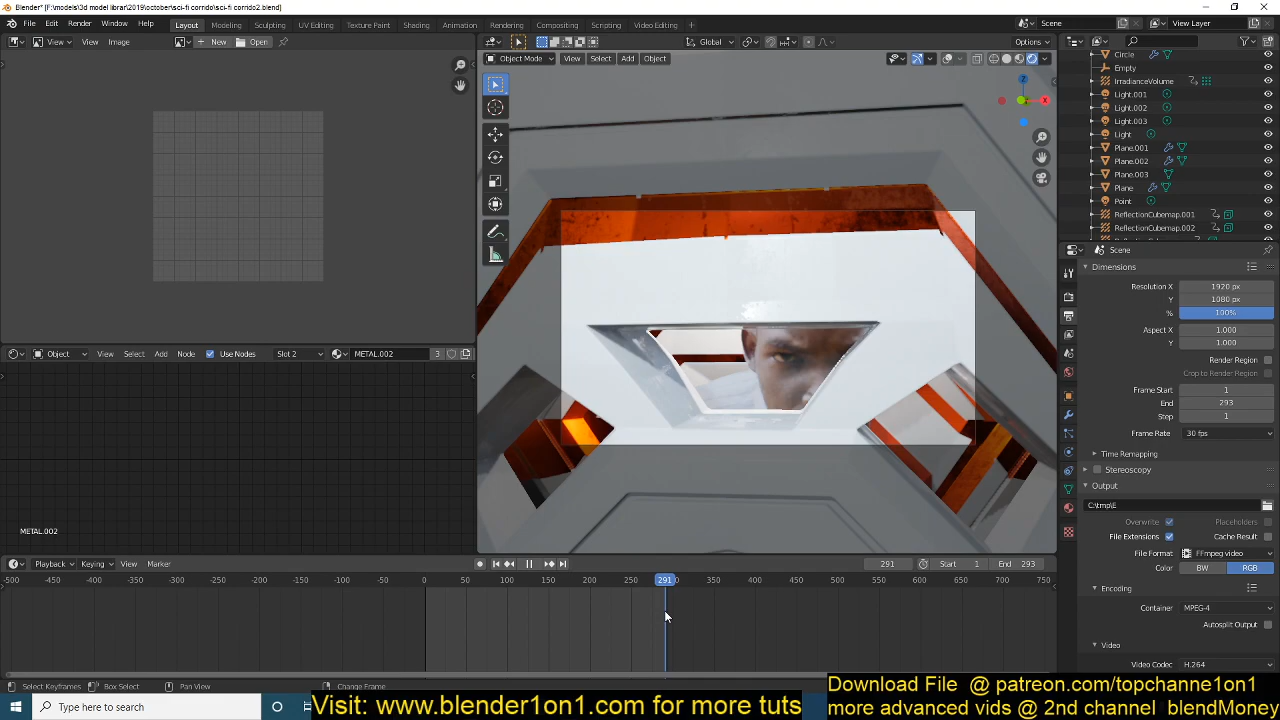 Blender* [F:\models\3d model librar\2019\october\sci-fi corrido\sci-fi corrido2.blend]
File Edit Render Window Help Layout Modeling Sculpting UV Editing Texture Paint Shading Animation Rendering Compositing Video Editing Scene View Layer
View View Image New Open Global Options
Object Mode View Select Add Object
Circle
Empty
IrradianceVolume
Light.001
Light.002
Light.003
Light
Plane.001
Plane.002
Plane.003
Plane
Point
ReflectionCubemap.001
ReflectionCubemap.002
Scene
Dimensions
Resolution X 1920 px
Y 1080 px
% 100%
Aspect X 1.000
Y 1.000
Render Region
Crop to Render Region
Frame Start 1
End 293
Step 1
Frame Rate 30 fps
Time Remapping
Stereoscopy
Output
C:\tmp\E
Overwrite Placeholders
File Extensions Cache Result
File Format FFmpeg video
Color BW RGB
Encoding
Container MPEG-4
Autosplit Output
Video
Video Codec H.264
Object View Select Add Node Use Nodes Slot 2 METAL.002 3
METAL.002
Playback Keying View Marker 291 Start 1 End 293
-500 -450 -400 -350 -300 -250 -200 -150 -100 -50 0 50 100 150 200 250 291 350 400 450 500 550 600 650 700 750
Select Keyframes Box Select Pan View Change Frame
Type here to search
Visit: www.blender1on1.com for more tuts
Download File @ patreon.com/topchanne1on1
more advanced vids @ 2nd channel blendMoney
X
Y
Z